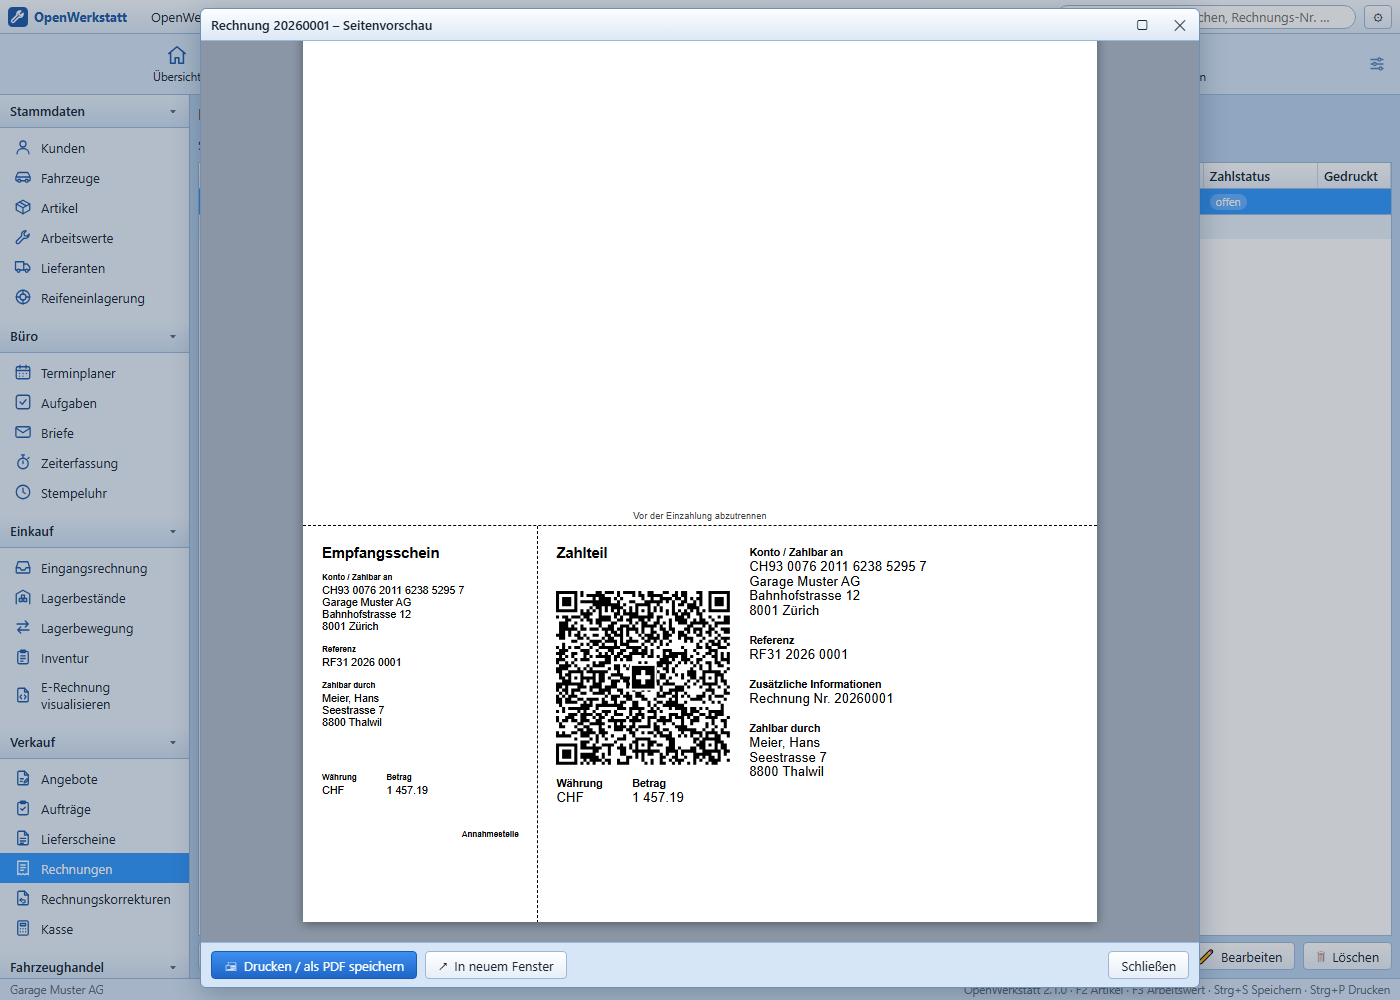 OpenWerkstatt
Rechnung 20260001 – Seitenvorschau
chen, Rechnungs-Nr. ...
Übersicht
Stammdaten
Kunden
Fahrzeuge
Artikel
Arbeitswerte
Lieferanten
Reifeneinlagerung
Büro
Terminplaner
Aufgaben
Briefe
Zeiterfassung
Stempeluhr
Einkauf
Eingangsrechnung
Lagerbestände
Lagerbewegung
Inventur
E-Rechnung
visualisieren
Verkauf
Angebote
Aufträge
Lieferscheine
Rechnungen
Rechnungskorrekturen
Kasse
Fahrzeughandel
Garage Muster AG
Zahlstatus
Gedruckt
offen
Vor der Einzahlung abzutrennen
Empfangsschein
Konto / Zahlbar an
CH93 0076 2011 6238 5295 7
Garage Muster AG
Bahnhofstrasse 12
8001 Zürich
Referenz
RF31 2026 0001
Zahlbar durch
Meier, Hans
Seestrasse 7
8800 Thalwil
Währung Betrag
CHF 1 457.19
Annahmestelle
Zahlteil
Währung Betrag
CHF 1 457.19
Konto / Zahlbar an
CH93 0076 2011 6238 5295 7
Garage Muster AG
Bahnhofstrasse 12
8001 Zürich
Referenz
RF31 2026 0001
Zusätzliche Informationen
Rechnung Nr. 20260001
Zahlbar durch
Meier, Hans
Seestrasse 7
8800 Thalwil
Drucken / als PDF speichern
In neuem Fenster
Schließen
Bearbeiten
Löschen
OpenWerkstatt 2.1.0 · F2 Artikel · F3 Arbeitswert · Strg+S Speichern · Strg+P Drucken